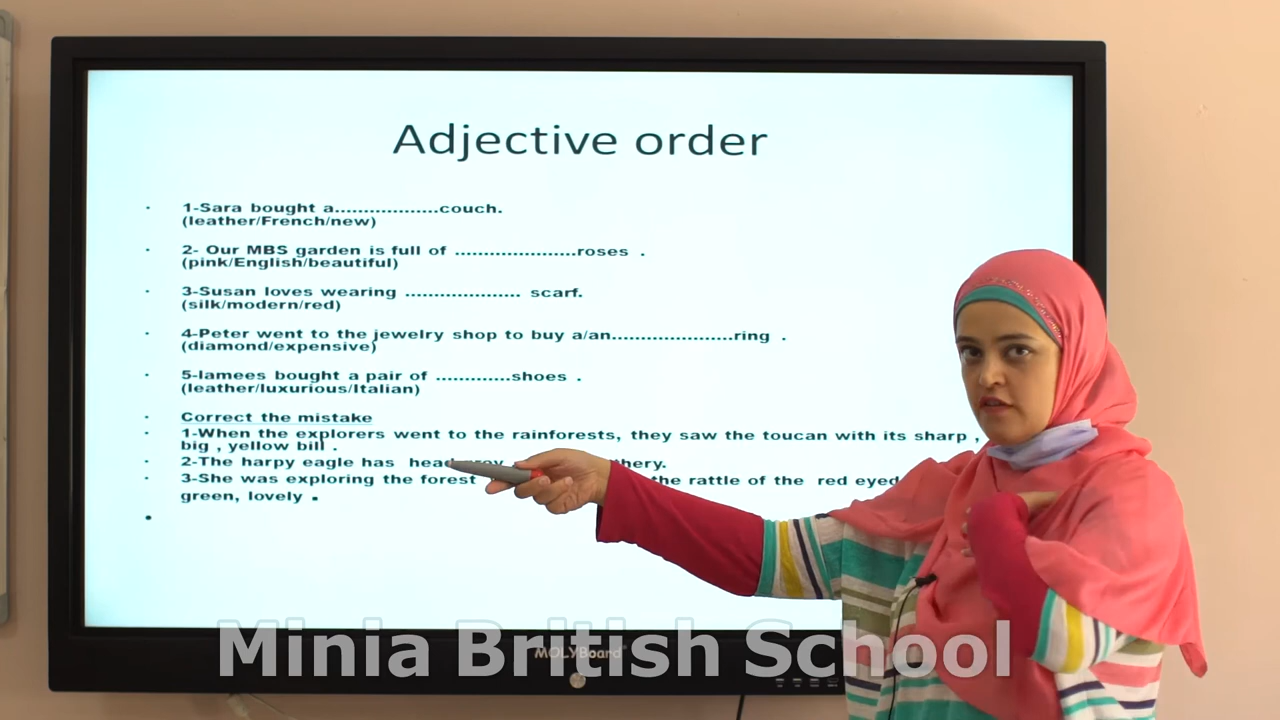 Adjective order
• 1-Sara bought a..................couch.
(leather/French/new)
• 2- Our MBS garden is full of .....................roses .
(pink/English/beautiful)
• 3-Susan loves wearing .................... scarf.
(silk/modern/red)
• 4-Peter went to the jewelry shop to buy a/an.....................ring .
(diamond/expensive)
• 5-lamees bought a pair of .............shoes .
(leather/luxurious/Italian)
• Correct the mistake
• 1-When the explorers went to the rainforests, they saw the toucan with its sharp ,
big , yellow bill .
• 2-The harpy eagle has head
• 3-She was exploring the forest the rattle of the red eyed
green, lovely .
•
MOLYBoard
Minia British School